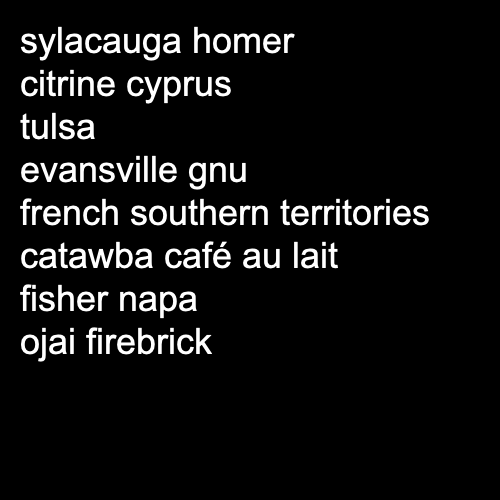 sylacauga homer
citrine cyprus
tulsa
evansville gnu
french southern territories
catawba café au lait
fisher napa
ojai firebrick